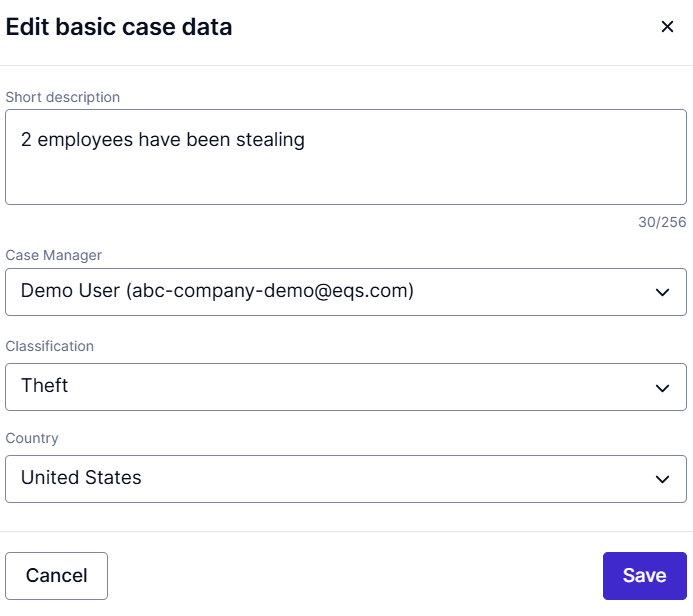 Edit basic case data
Short description
2 employees have been stealing
30/256
Case Manager
Demo User (abc-company-demo@eqs.com)
Classification
Theft
Country
United States
Cancel
Save